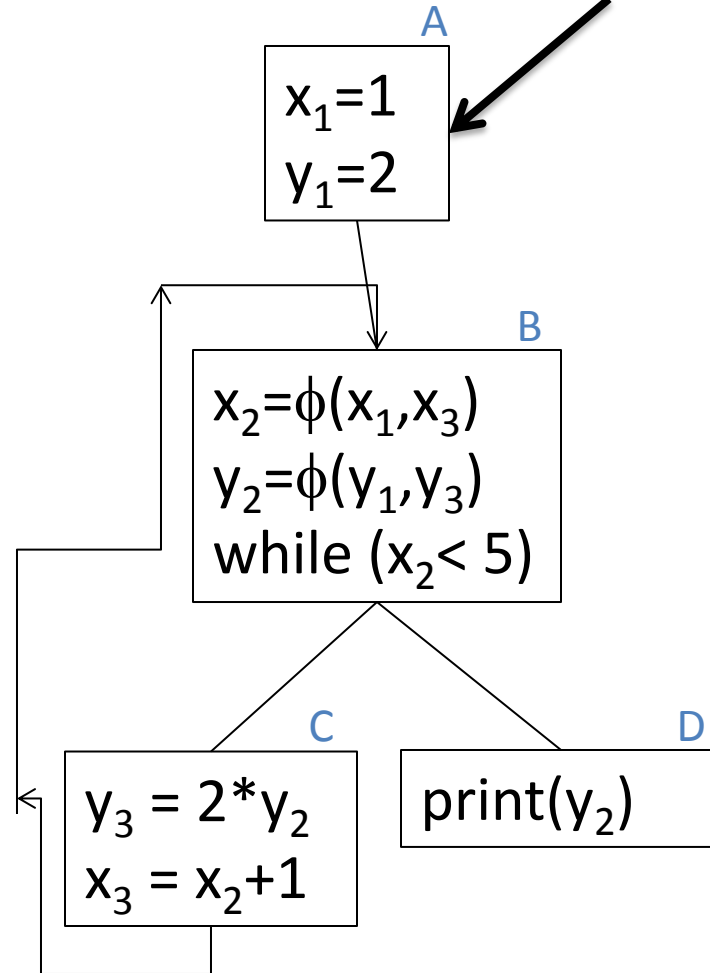 A
x₁=1
y₁=2
B
x₂=ϕ(x₁,x₃)
y₂=ϕ(y₁,y₃)
while (x₂< 5)
C
y₃ = 2*y₂
x₃ = x₂+1
D
print(y₂)